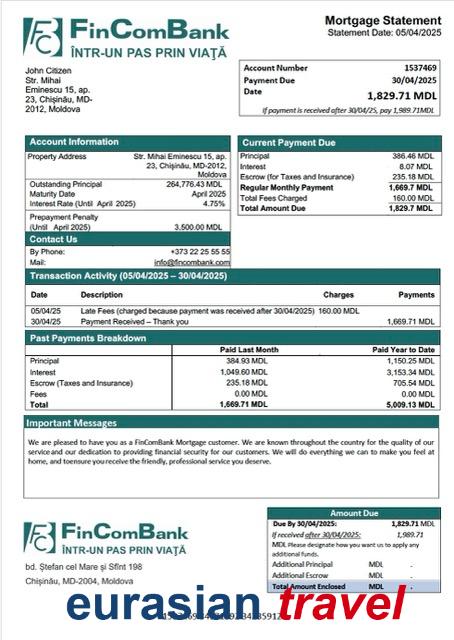 FinComBank
ÎNTR-UN PAS PRIN VIAȚĂ
Mortgage Statement
Statement Date: 05/04/2025
John Citizen
Str. Mihai
Eminescu 15, ap.
23, Chișinău, MD-
2012, Moldova
Account Number 1537469
Payment Due 30/04/2025
Date 1,829.71 MDL
If payment is received after 30/04/25, pay 1,989.71MDL
Account Information
Property Address Str. Mihai Eminescu 15, ap.
23, Chișinău, MD-2012,
Moldova
Outstanding Principal 264,776.43 MDL
Maturity Date April 2025
Interest Rate (Until April 2025) 4.75%
Prepayment Penalty
(Until April 2025) 3,500.00 MDL
Contact Us
By Phone: +373 22 25 55 55
Mail: info@fincombank.com
Current Payment Due
Principal 386.46 MDL
Interest 8.07 MDL
Escrow (for Taxes and Insurance) 235.18 MDL
Regular Monthly Payment 1,669.7 MDL
Total Fees Charged 160.00 MDL
Total Amount Due 1,829.7 MDL
Transaction Activity (05/04/2025 – 30/04/2025)
Date Description Charges Payments
05/04/25 Late Fees (charged because payment was received after 30/04/2025) 160.00 MDL
30/04/25 Payment Received – Thank you 1,669.71 MDL
Past Payments Breakdown
Paid Last Month Paid Year to Date
Principal 384.93 MDL 1,150.25 MDL
Interest 1,049.60 MDL 3,153.34 MDL
Escrow (Taxes and Insurance) 235.18 MDL 705.54 MDL
Fees 0.00 MDL 0.00 MDL
Total 1,669.71 MDL 5,009.13 MDL
Important Messages
We are pleased to have you as a FinComBank Mortgage customer. We are known throughout the country for the quality of our
service and our dedication to providing financial security for our customers. We will do everything we can to make you feel at
home, and toensure you receive the friendly, professional service you deserve.
FinComBank
ÎNTR-UN PAS PRIN VIAȚĂ
bd. Ștefan cel Mare și Sfînt 198
Chișinău, MD-2004, Moldova
Amount Due
Due By 30/04/2025: 1,829.71 MDL
If received after 30/04/25: 1,989.71
MDL Please designate how you want us to apply any
additional funds.
Additional Principal MDL .
Additional Escrow MDL .
Total Amount Enclosed MDL .
eurasian travel